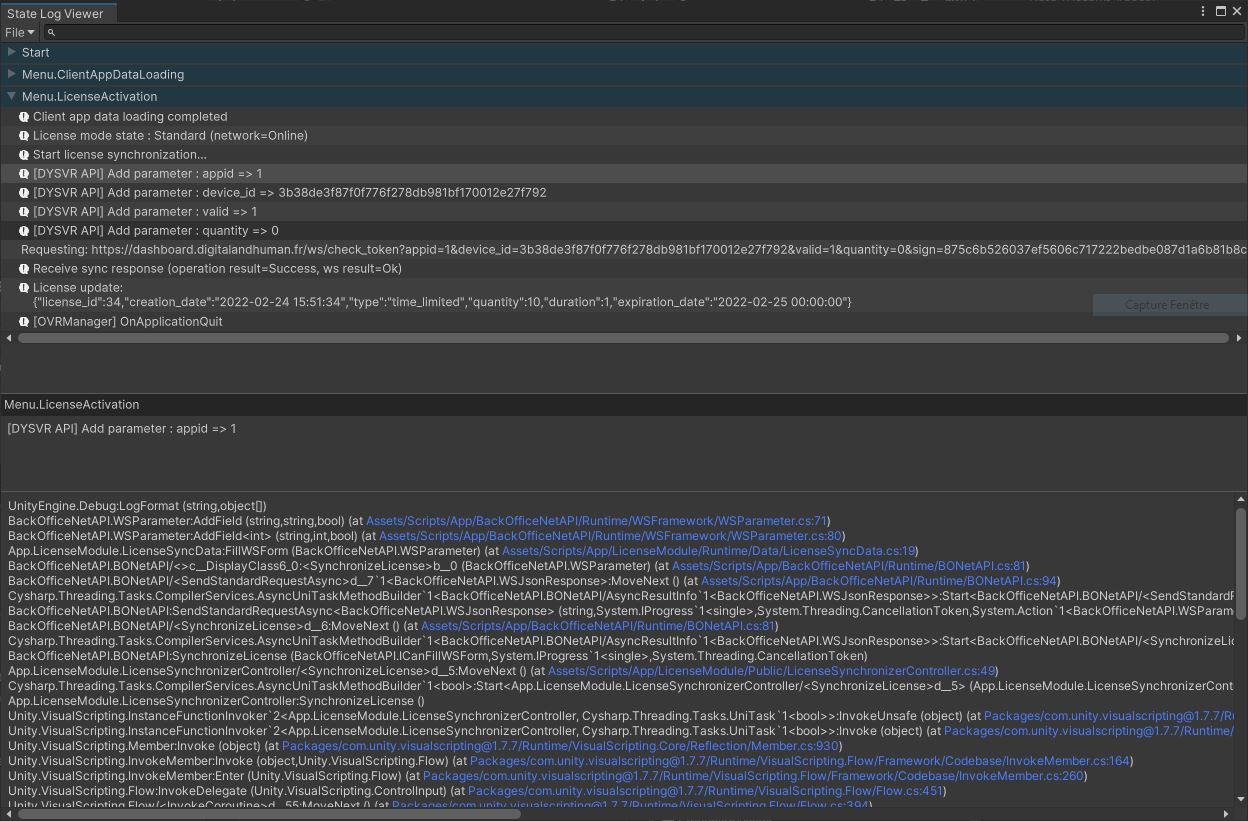 State Log Viewer
File
Start
Menu.ClientAppDataLoading
Menu.LicenseActivation
Client app data loading completed
License mode state : Standard (network=Online)
Start license synchronization...
[DYSVR API] Add parameter : appid => 1
[DYSVR API] Add parameter : device_id => 3b38de3f87f0f776f278db981bf170012e27f792
[DYSVR API] Add parameter : valid => 1
[DYSVR API] Add parameter : quantity => 0
Requesting: https://dashboard.digitalandhuman.fr/ws/check_token?appid=1&device_id=3b38de3f87f0f776f278db981bf170012e27f792&valid=1&quantity=0&sign=875c6b526037ef5606c717222bedbe087d1a6b81b8c
Receive sync response (operation result=Success, ws result=Ok)
License update:
{"license_id":34,"creation_date":"2022-02-24 15:51:34","type":"time_limited","quantity":10,"duration":1,"expiration_date":"2022-02-25 00:00:00"}
Capture Fenêtre
[OVRManager] OnApplicationQuit
Menu.LicenseActivation
[DYSVR API] Add parameter : appid => 1
UnityEngine.Debug:LogFormat (string,object[])
BackOfficeNetAPI.WSParameter:AddField (string,string,bool) (at Assets/Scripts/App/BackOfficeNetAPI/Runtime/WSFramework/WSParameter.cs:71)
BackOfficeNetAPI.WSParameter:AddField<int> (string,int,bool) (at Assets/Scripts/App/BackOfficeNetAPI/Runtime/WSFramework/WSParameter.cs:80)
App.LicenseModule.LicenseSyncData:FillWSForm (BackOfficeNetAPI.WSParameter) (at Assets/Scripts/App/LicenseModule/Runtime/Data/LicenseSyncData.cs:19)
BackOfficeNetAPI.BONetAPI/<>c__DisplayClass6_0:<SynchronizeLicense>b__0 (BackOfficeNetAPI.WSParameter) (at Assets/Scripts/App/BackOfficeNetAPI/Runtime/BONetAPI.cs:81)
BackOfficeNetAPI.BONetAPI/<SendStandardRequestAsync>d__7`1<BackOfficeNetAPI.WSJsonResponse>:MoveNext () (at Assets/Scripts/App/BackOfficeNetAPI/Runtime/BONetAPI.cs:94)
Cysharp.Threading.Tasks.CompilerServices.AsyncUniTaskMethodBuilder`1<BackOfficeNetAPI.BONetAPI/AsyncResultInfo`1<BackOfficeNetAPI.WSJsonResponse>>:Start<BackOfficeNetAPI.BONetAPI/<SendStandardR
BackOfficeNetAPI.BONetAPI:SendStandardRequestAsync<BackOfficeNetAPI.WSJsonResponse> (string,System.IProgress`1<single>,System.Threading.CancellationToken,System.Action`1<BackOfficeNetAPI.WSParam
BackOfficeNetAPI.BONetAPI/<SynchronizeLicense>d__6:MoveNext () (at Assets/Scripts/App/BackOfficeNetAPI/Runtime/BONetAPI.cs:81)
Cysharp.Threading.Tasks.CompilerServices.AsyncUniTaskMethodBuilder`1<BackOfficeNetAPI.BONetAPI/AsyncResultInfo`1<BackOfficeNetAPI.WSJsonResponse>>:Start<BackOfficeNetAPI.BONetAPI/<SynchronizeLic
BackOfficeNetAPI.BONetAPI:SynchronizeLicense (BackOfficeNetAPI.ICanFillWSForm,System.IProgress`1<single>,System.Threading.CancellationToken)
App.LicenseModule.LicenseSynchronizerController/<SynchronizeLicense>d__5:MoveNext () (at Assets/Scripts/App/LicenseModule/Public/LicenseSynchronizerController.cs:49)
Cysharp.Threading.Tasks.CompilerServices.AsyncUniTaskMethodBuilder`1<bool>:Start<App.LicenseModule.LicenseSynchronizerController/<SynchronizeLicense>d__5> (App.LicenseModule.LicenseSynchronizerCont
App.LicenseModule.LicenseSynchronizerController:SynchronizeLicense ()
Unity.VisualScripting.InstanceFunctionInvoker`2<App.LicenseModule.LicenseSynchronizerController, Cysharp.Threading.Tasks.UniTask`1<bool>>:InvokeUnsafe (object) (at Packages/com.unity.visualscripting@1.7.7/Ru
Unity.VisualScripting.InstanceFunctionInvoker`2<App.LicenseModule.LicenseSynchronizerController, Cysharp.Threading.Tasks.UniTask`1<bool>>:Invoke (object) (at Packages/com.unity.visualscripting@1.7.7/Runtime/
Unity.VisualScripting.Member:Invoke (object) (at Packages/com.unity.visualscripting@1.7.7/Runtime/VisualScripting.Core/Reflection/Member.cs:930)
Unity.VisualScripting.InvokeMember:Invoke (object,Unity.VisualScripting.Flow) (at Packages/com.unity.visualscripting@1.7.7/Runtime/VisualScripting.Flow/Framework/Codebase/InvokeMember.cs:164)
Unity.VisualScripting.InvokeMember:Enter (Unity.VisualScripting.Flow) (at Packages/com.unity.visualscripting@1.7.7/Runtime/VisualScripting.Flow/Framework/Codebase/InvokeMember.cs:260)
Unity.VisualScripting.Flow:InvokeDelegate (Unity.VisualScripting.ControlInput) (at Packages/com.unity.visualscripting@1.7.7/Runtime/VisualScripting.Flow/Flow.cs:451)
Unity.VisualScripting.Flow/<InvokeCoroutine>d__55:MoveNext () (at Packages/com.unity.visualscripting@1.7.7/Runtime/VisualScripting.Flow/Flow.cs:394)